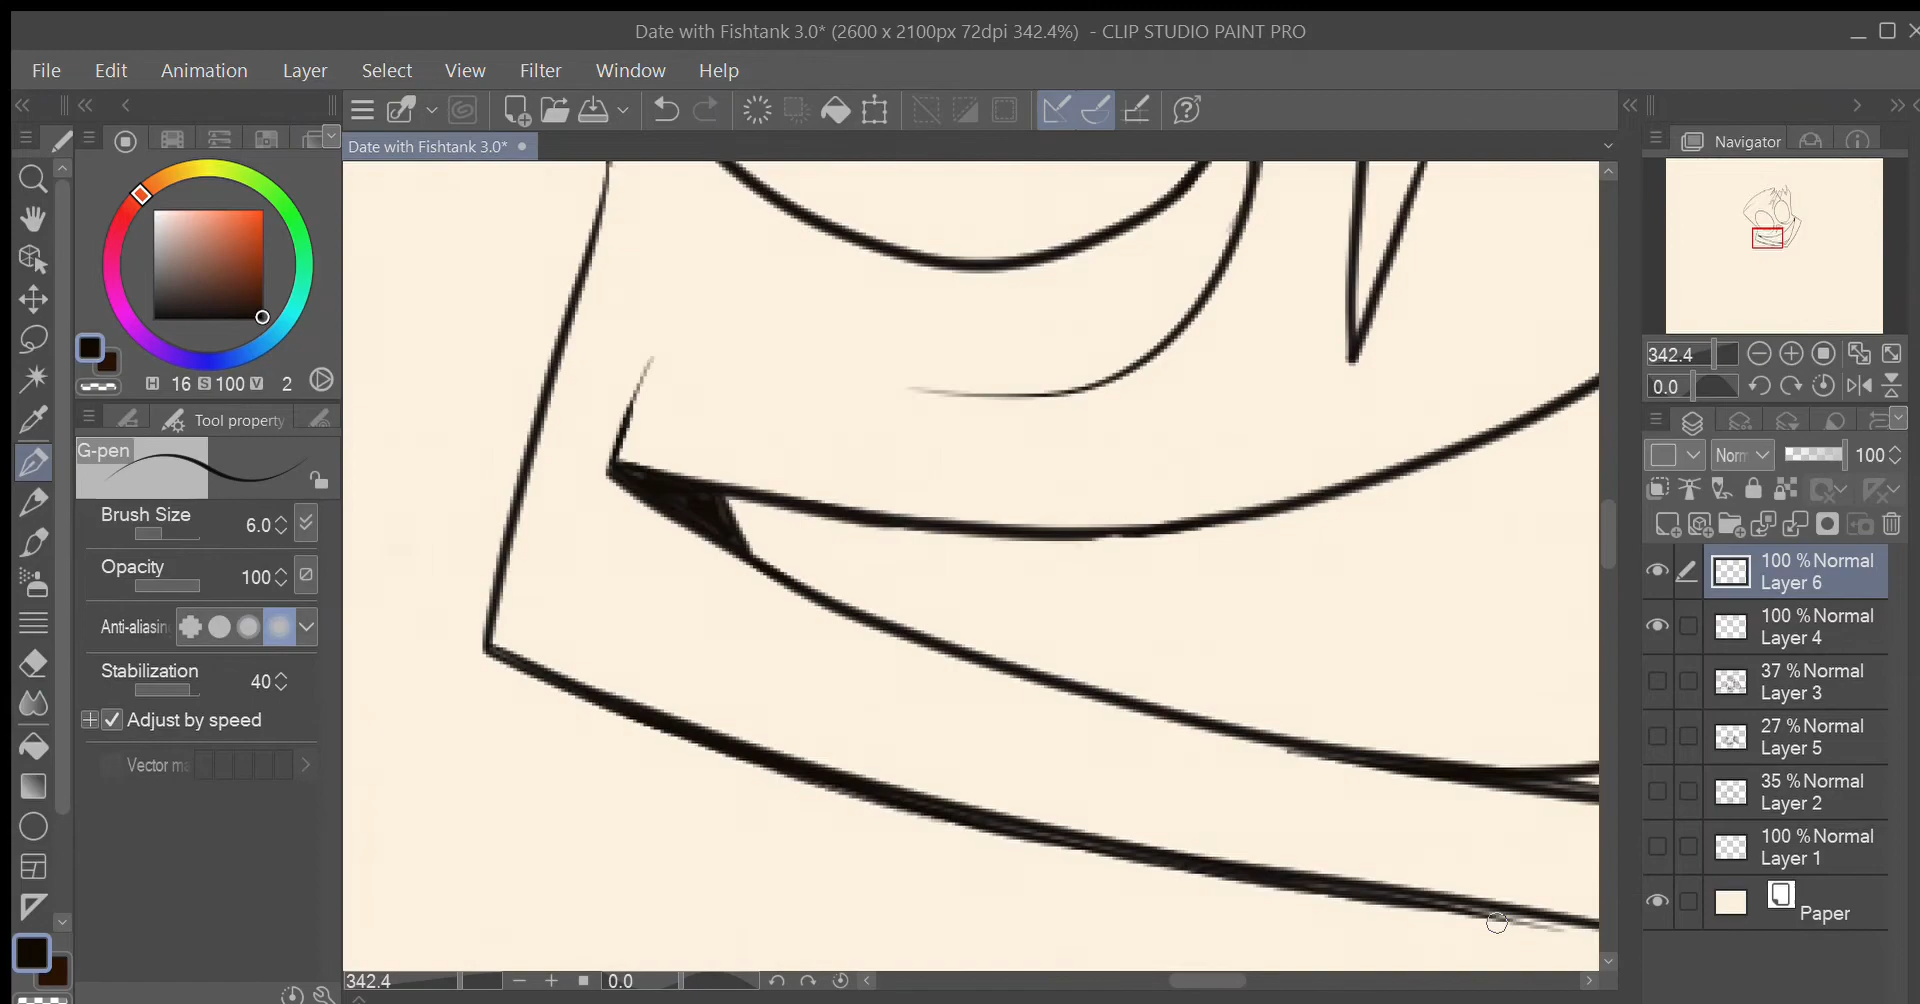 Date with Fishtank 3.0* (2600 x 2100px 72dpi 342.4%) - CLIP STUDIO PAINT PRO
File Edit Animation Layer Select View Filter Window Help
Date with Fishtank 3.0*
Navigator
342.4
0.0
H 16 S 100 V 2
Tool property
G-pen
Norm 100
Brush Size 6.0
Opacity 100
Anti-aliasin
Stabilization 40
Adjust by speed
Vector ma
100 % Normal
Layer 6
100 % Normal
Layer 4
37 % Normal
Layer 3
27 % Normal
Layer 5
35 % Normal
Layer 2
100 % Normal
Layer 1
Paper
342.4 0.0